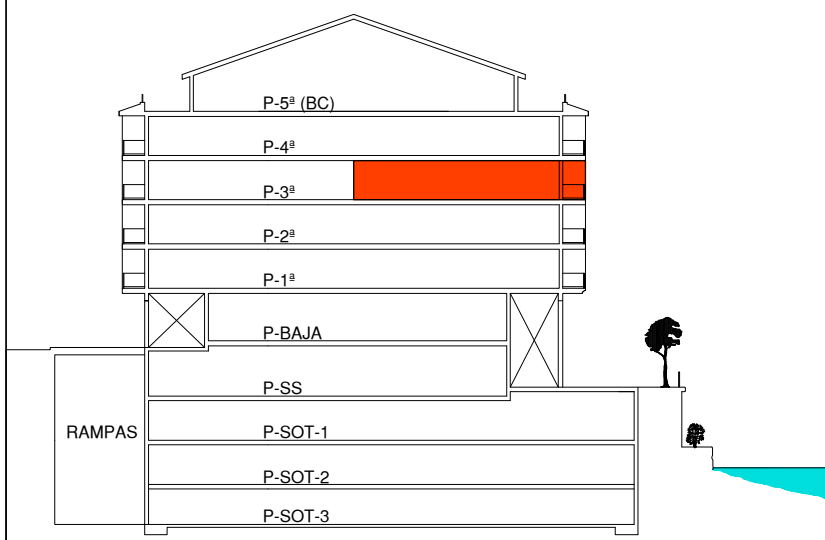 P-5ª (BC)
P-4ª
P-3ª
P-2ª
P-1ª
P-BAJA
P-SS
RAMPAS
P-SOT-1
P-SOT-2
P-SOT-3